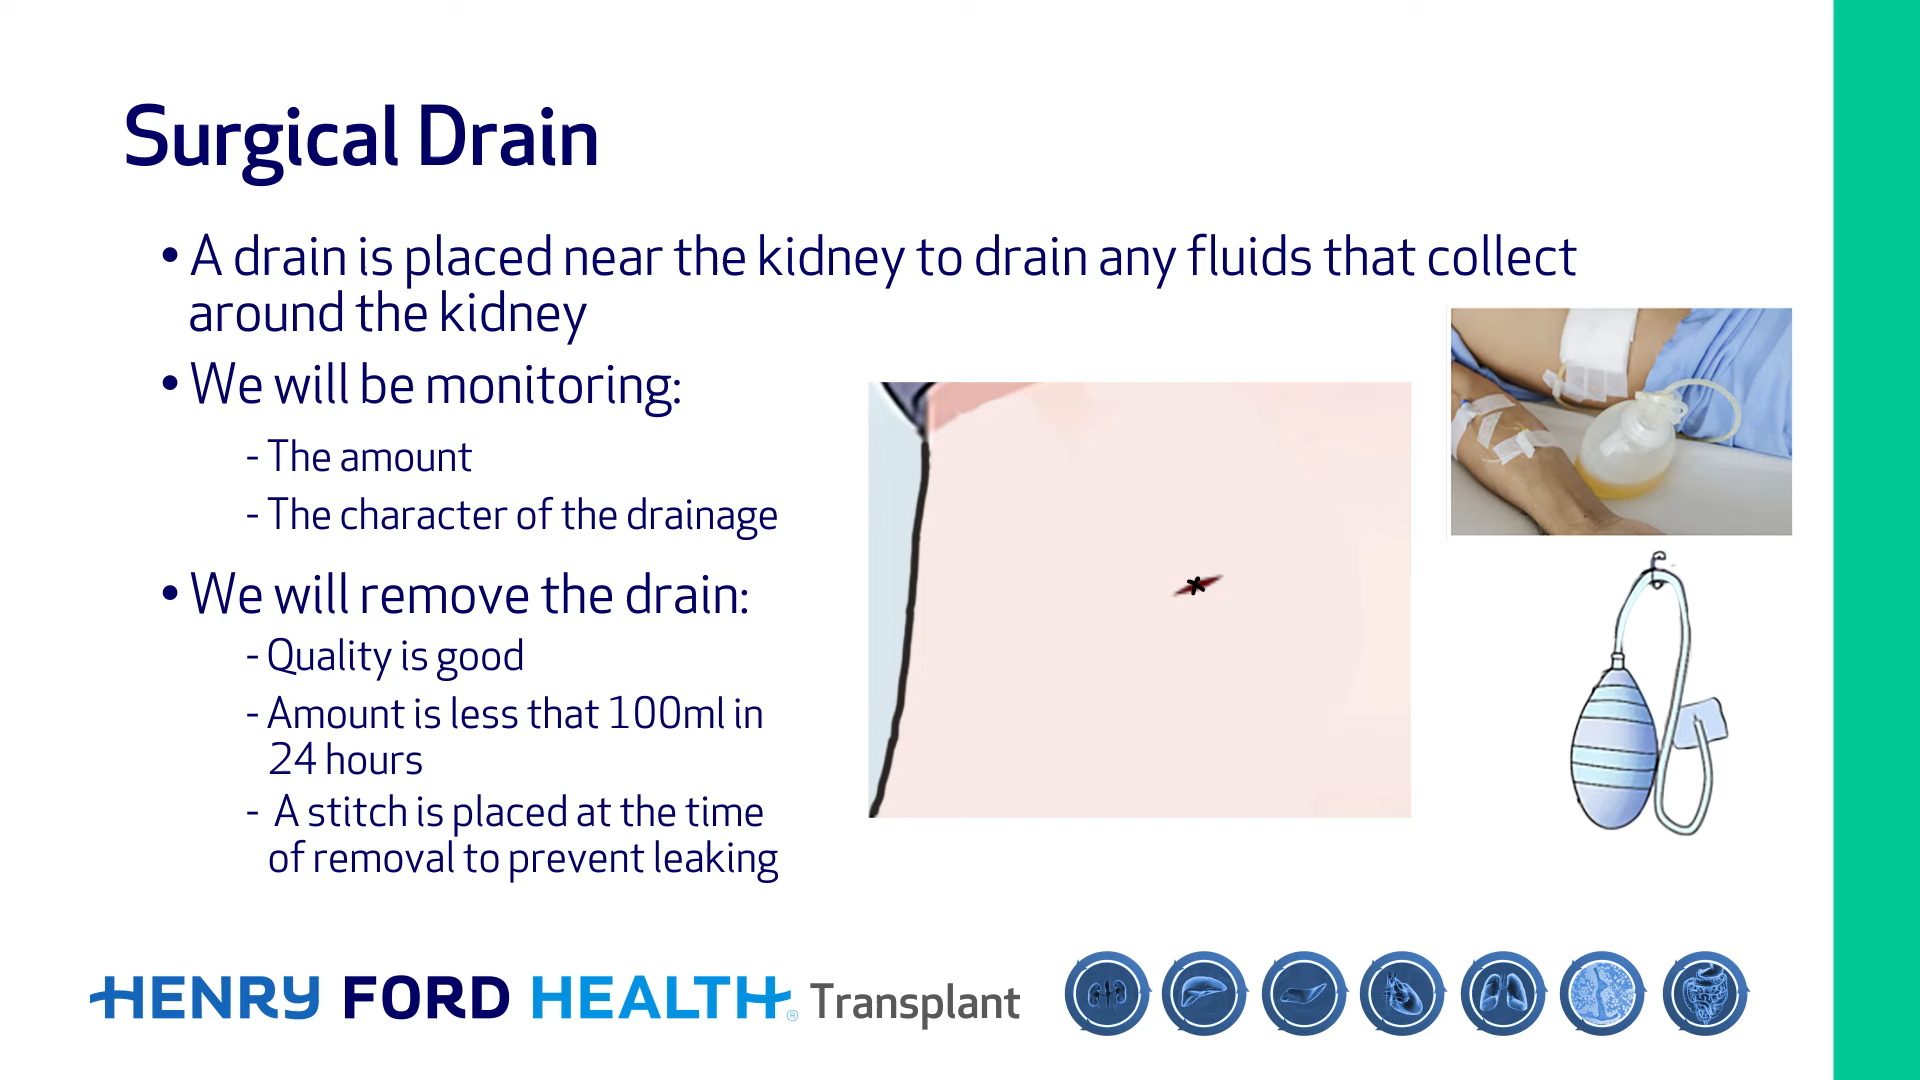 Surgical Drain
• A drain is placed near the kidney to drain any fluids that collect
around the kidney
• We will be monitoring:
- The amount
- The character of the drainage
• We will remove the drain:
- Quality is good
- Amount is less that 100ml in
24 hours
- A stitch is placed at the time
of removal to prevent leaking
HENRY FORD HEALTH® Transplant